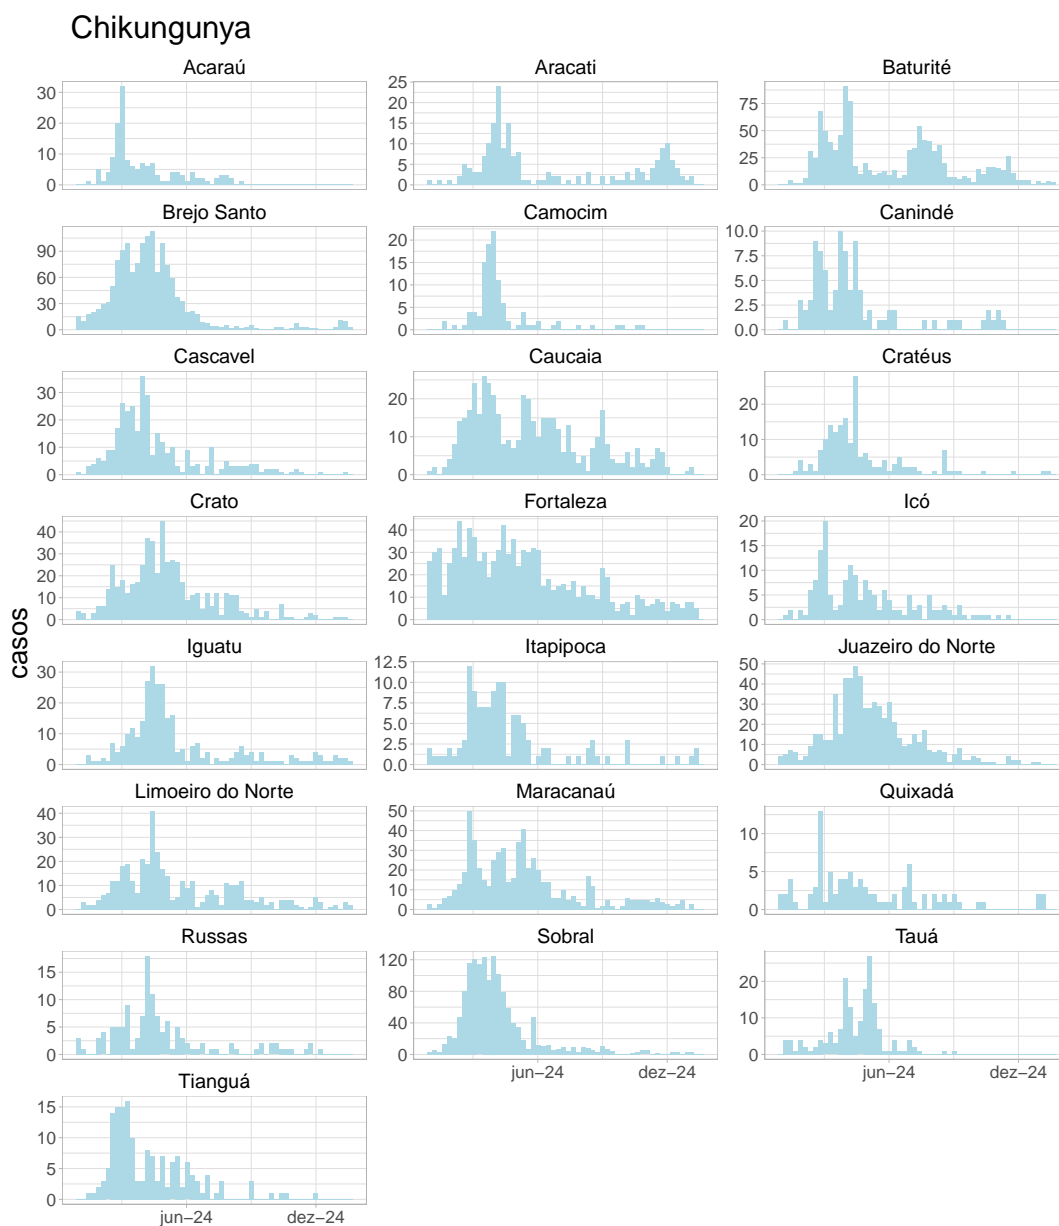 Chikungunya
Acaraú Aracati Baturité
30 25 75
20 20 50
10 15 25
0 10 0
5
0
Brejo Santo Camocim Canindé
90 20 10.0
60 15 7.5
30 10 5.0
0 5 2.5
0 0.0
Cascavel Caucaia Cratéus
30 20 20
20 10 10
10 0 0
0
Crato Fortaleza Icó
40 40 20
30 30 15
20 20 10
10 10 5
0 0 0
casos
Iguatu Itapipoca Juazeiro do Norte
30 12.5 50
20 10.0 40
10 7.5 30
0 5.0 20
2.5 10
0.0 0
Limoeiro do Norte Maracanaú Quixadá
40 50 10
30 40 5
20 30 0
10 20
0 10
0
Russas Sobral Tauá
15 120 20
10 80 10
5 40 0
0 0
jun–24 dez–24 jun–24 dez–24
Tianguá
15
10
5
0
jun–24 dez–24